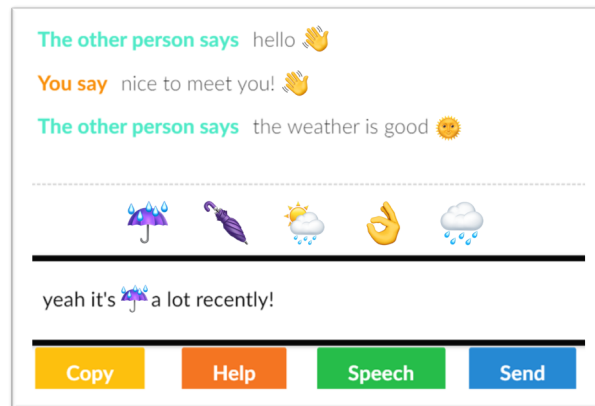 The other person says hello 👋
You say nice to meet you! 👋
The other person says the weather is good 🌞
☔ 🌂 🌦️ 👌 🌧️
yeah it's ☔ a lot recently!
Copy Help Speech Send